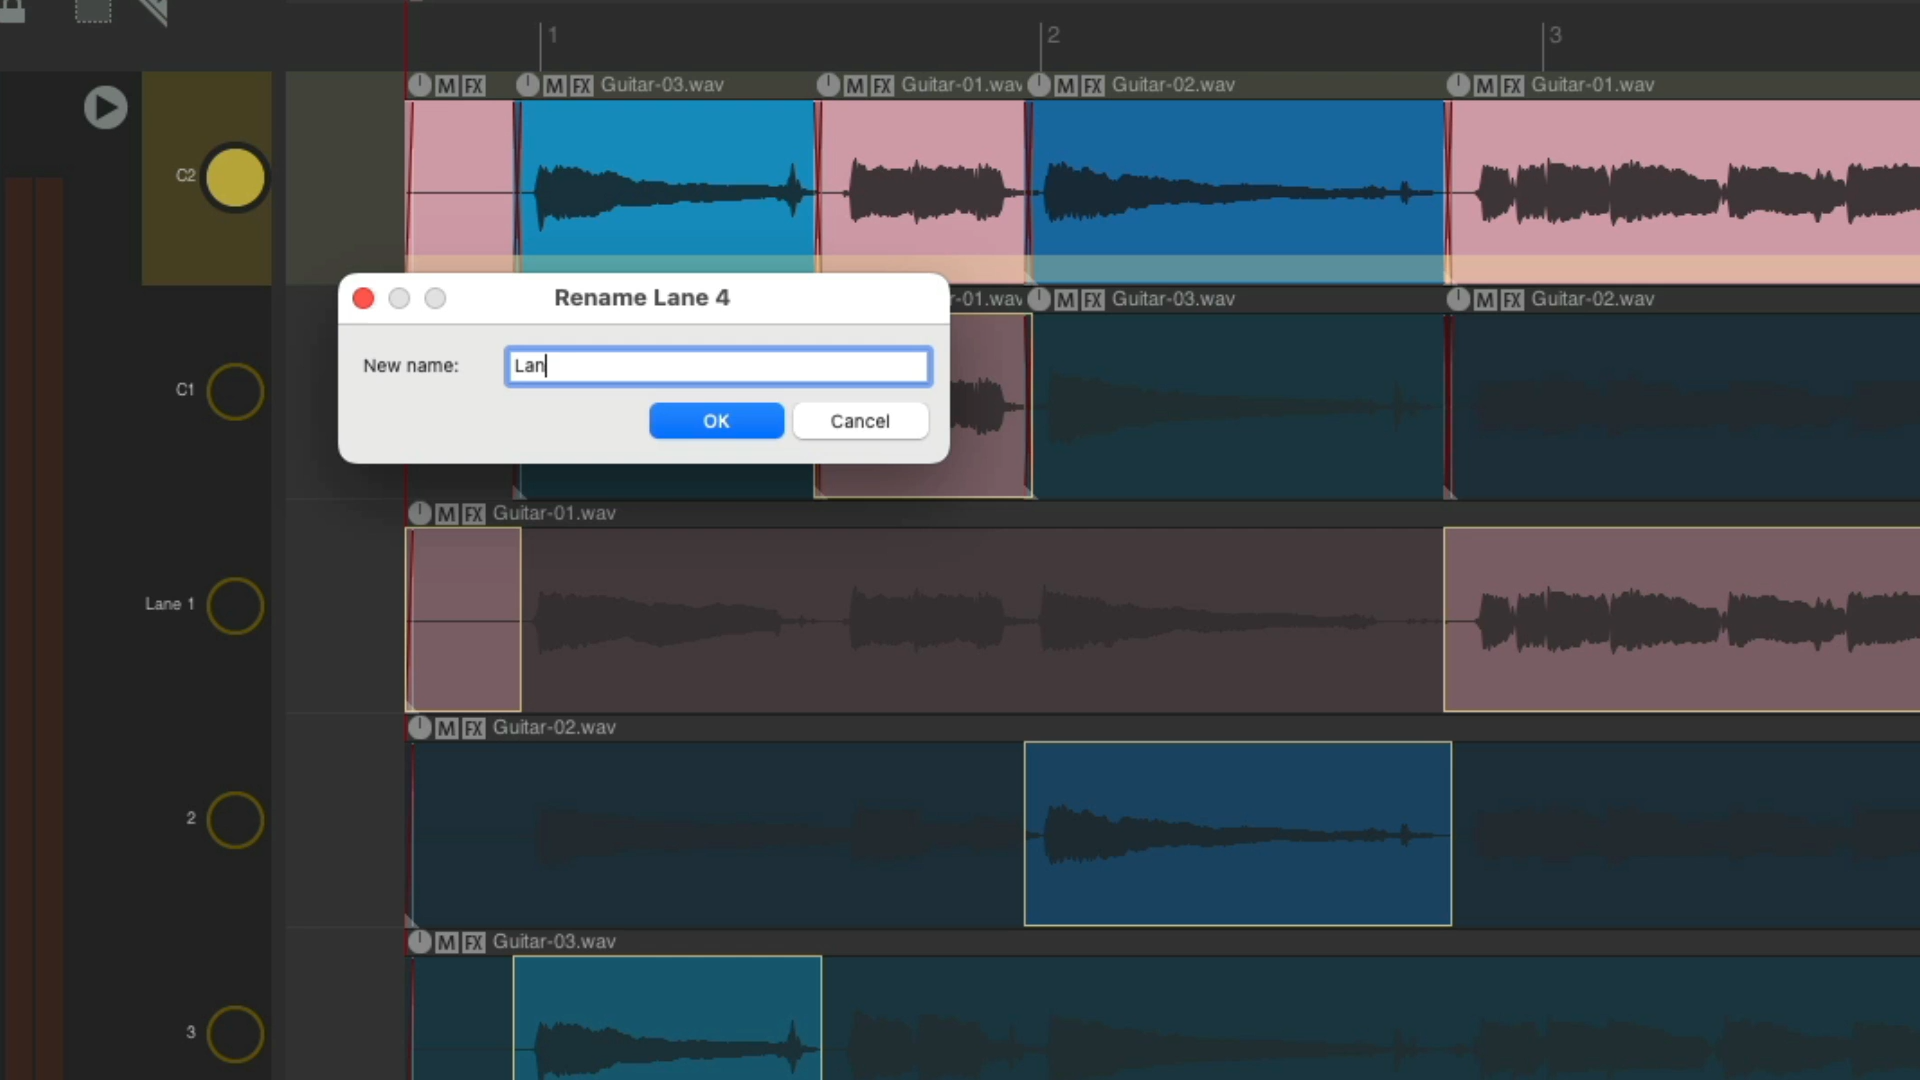 1 2 3
M FX M FX Guitar-03.wav M FX Guitar-01.wav M FX Guitar-02.wav M FX Guitar-01.wav
C2
Rename Lane 4
r-01.wav M FX Guitar-03.wav M FX Guitar-02.wav
New name: Lan
C1
OK Cancel
M FX Guitar-01.wav
Lane 1
M FX Guitar-02.wav
2
M FX Guitar-03.wav
3